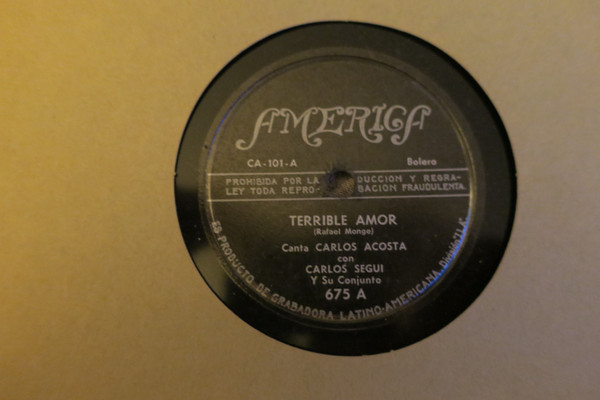 AMERICA
CA-101-A Bolero
PROHIBIDA POR LA DUCCION Y REGRA-
LEY TODA REPRO- BACION FRAUDULENTA.
TERRIBLE AMOR
(Rafael Monge)
Canta CARLOS ACOSTA
con
CARLOS SEGUI
Y Su Conjunto
675 A
ES PRODUCTO DE GRABADORA LATINO-AMERICANA